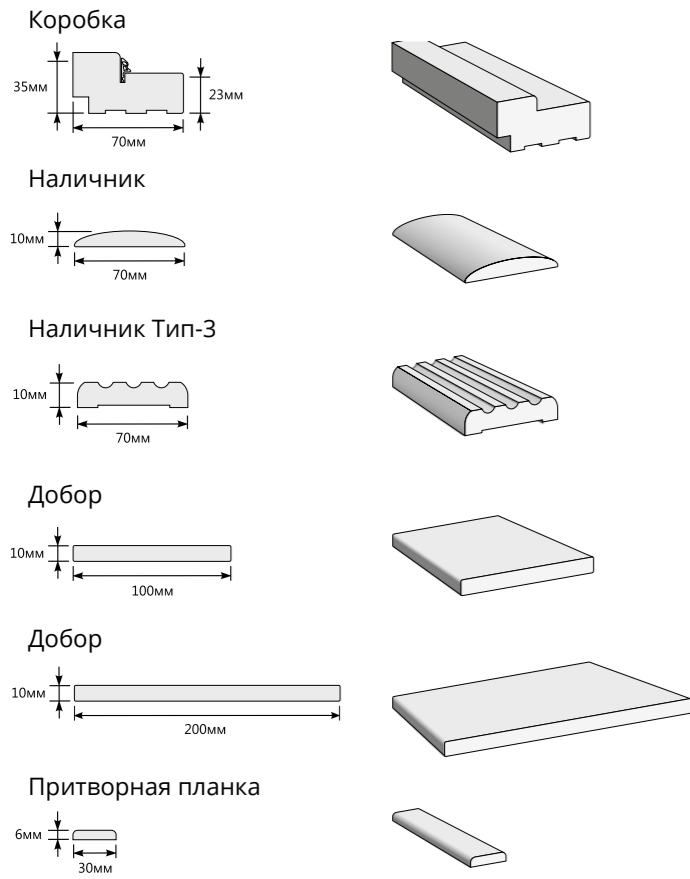 Коробка
35мм
23мм
70мм
Наличник
10мм
70мм
Наличник Тип-3
10мм
70мм
Добор
10мм
100мм
Добор
10мм
200мм
Притворная планка
6мм
30мм